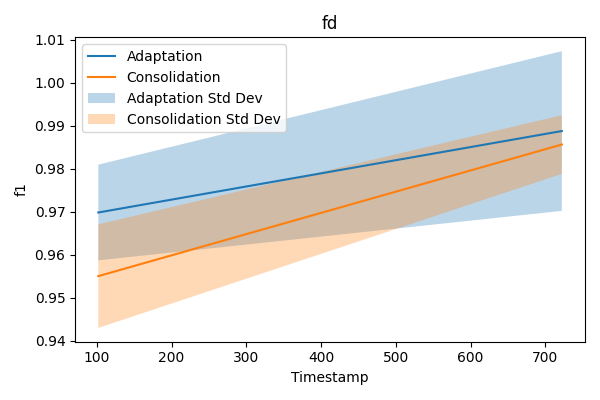 fd
1.01
1.00
0.99
0.98
0.97
0.96
0.95
0.94
f1
Adaptation
Consolidation
Adaptation Std Dev
Consolidation Std Dev
100
200
300
400
500
600
700
Timestamp